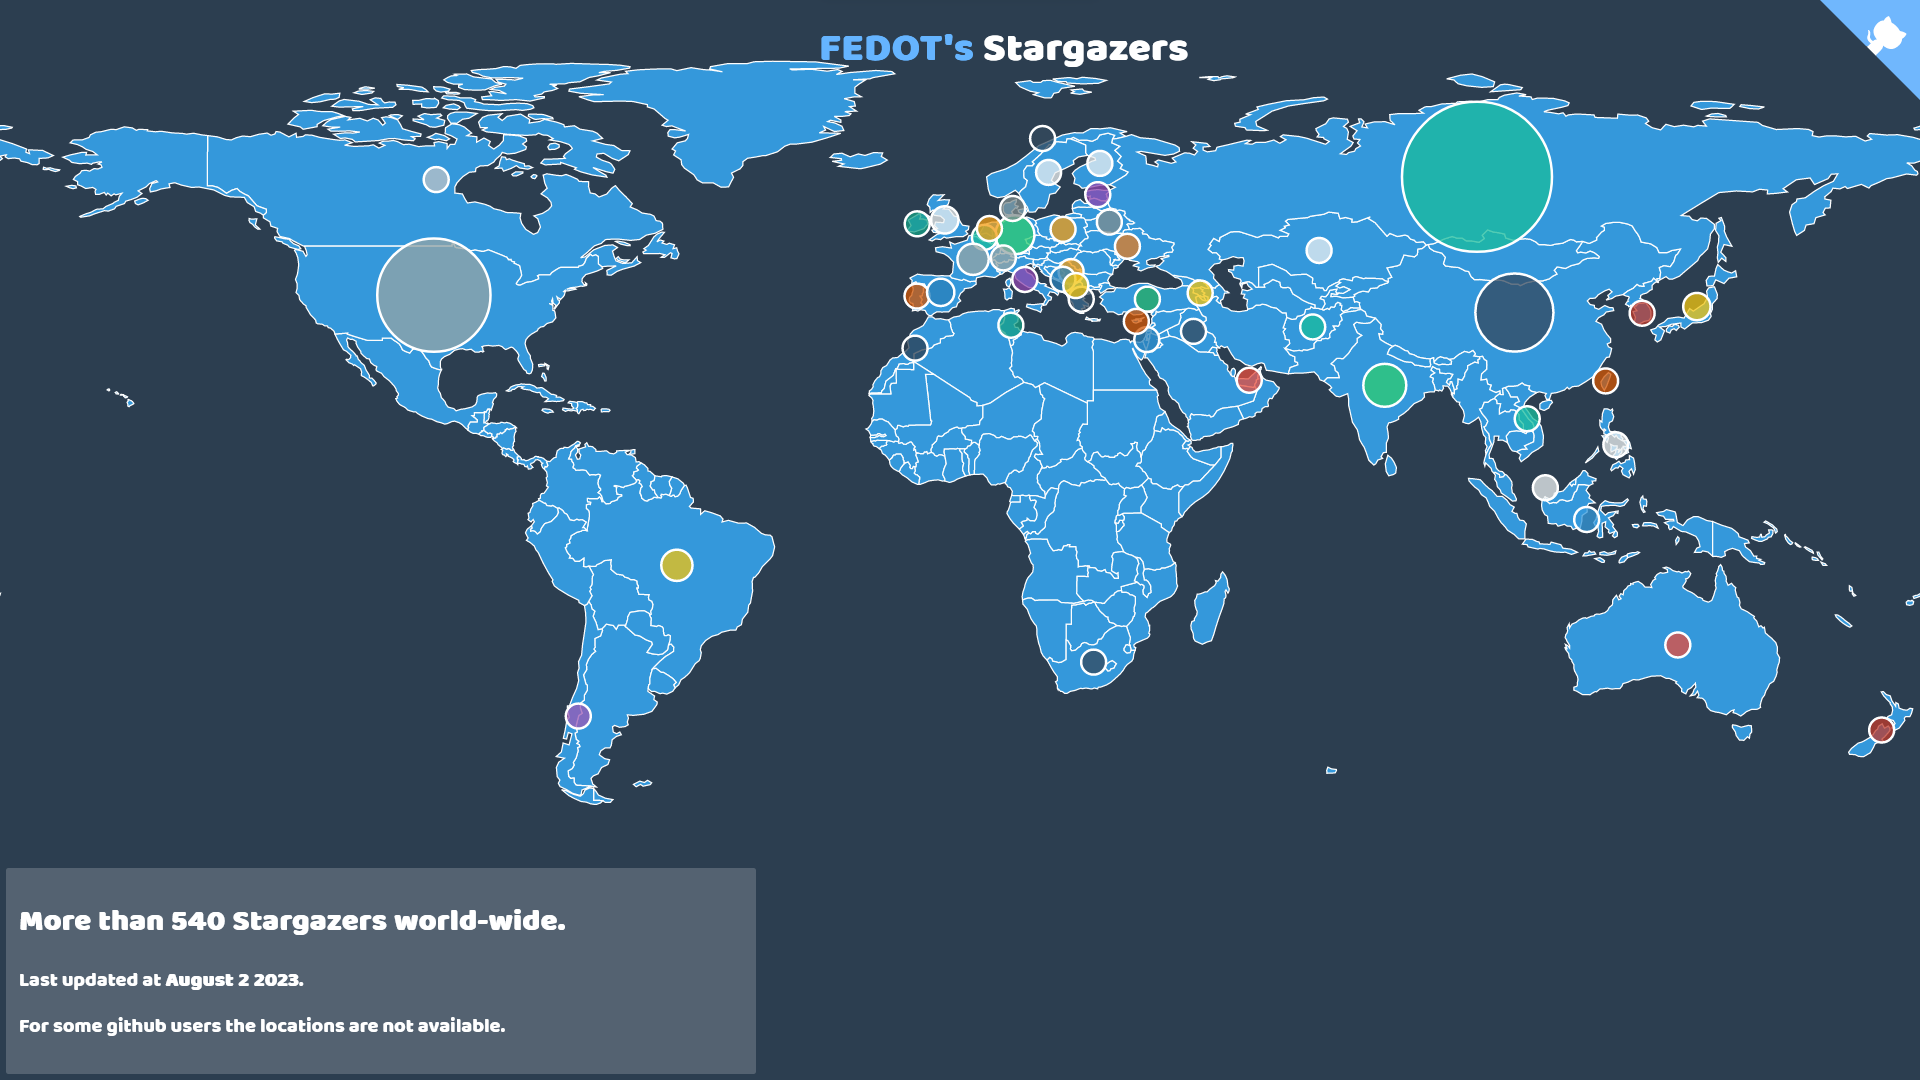 FEDOT's Stargazers
More than 540 Stargazers world-wide.
Last updated at August 2 2023.
For some github users the locations are not available.